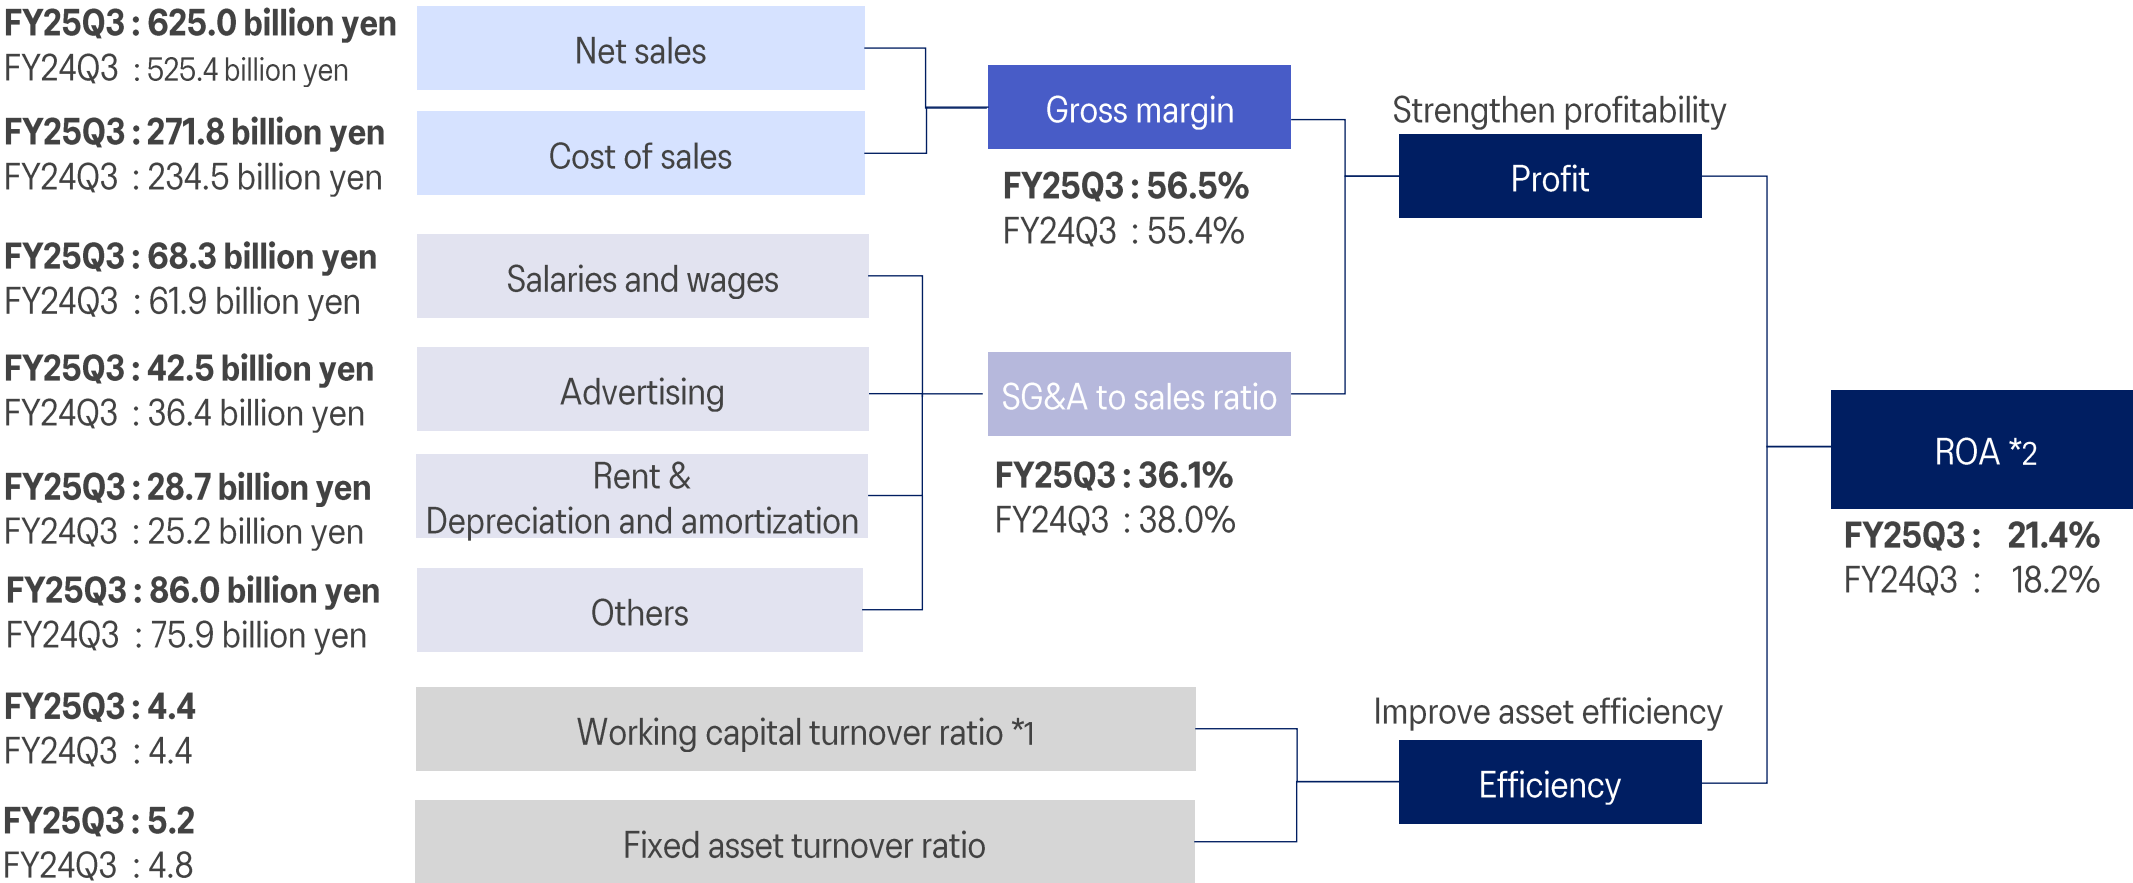 FY25Q3 : 625.0 billion yen
FY24Q3 : 525.4 billion yen
Net sales
FY25Q3 : 271.8 billion yen
FY24Q3 : 234.5 billion yen
Cost of sales
Gross margin
FY25Q3 : 56.5%
FY24Q3 : 55.4%
Strengthen profitability
Profit
FY25Q3 : 68.3 billion yen
FY24Q3 : 61.9 billion yen
Salaries and wages
FY25Q3 : 42.5 billion yen
FY24Q3 : 36.4 billion yen
Advertising
FY25Q3 : 28.7 billion yen
FY24Q3 : 25.2 billion yen
Rent &
Depreciation and amortization
FY25Q3 : 86.0 billion yen
FY24Q3 : 75.9 billion yen
Others
SG&A to sales ratio
FY25Q3 : 36.1%
FY24Q3 : 38.0%
ROA *2
FY25Q3 : 21.4%
FY24Q3 : 18.2%
FY25Q3 : 4.4
FY24Q3 : 4.4
Working capital turnover ratio *1
FY25Q3 : 5.2
FY24Q3 : 4.8
Fixed asset turnover ratio
Improve asset efficiency
Efficiency